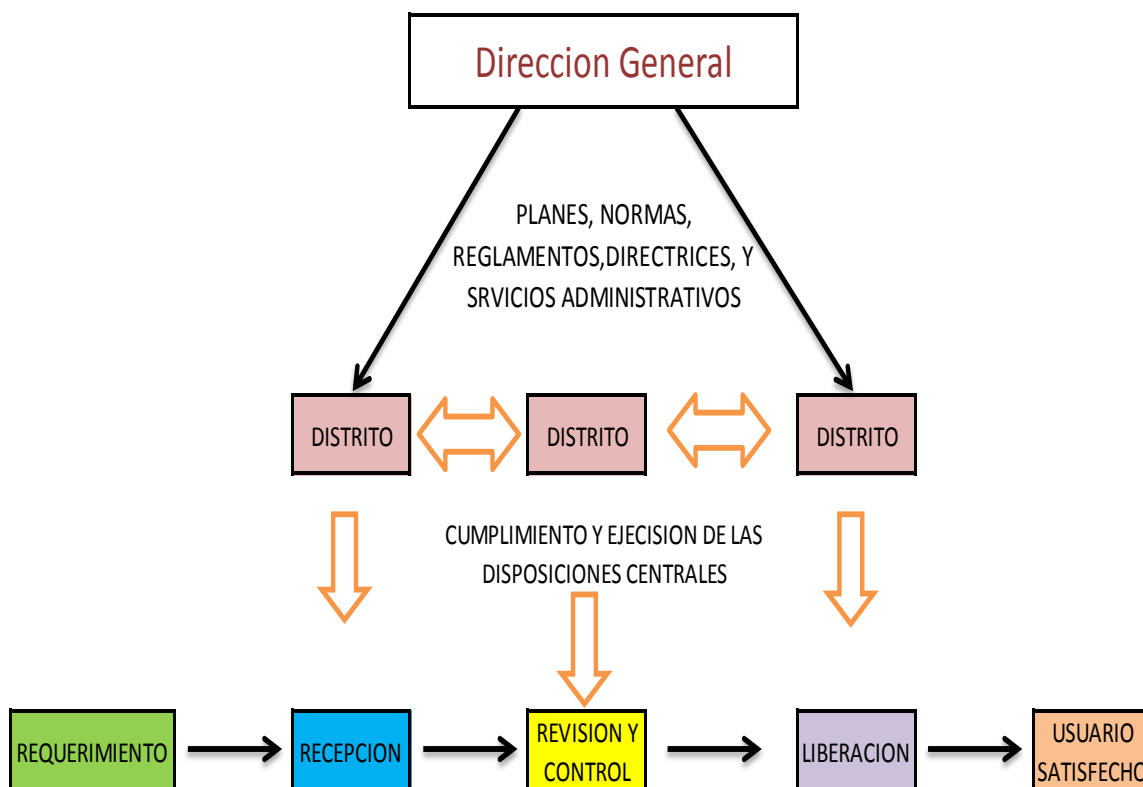 Direccion General
PLANES, NORMAS,
REGLAMENTOS,DIRECTRICES, Y
SRVICIOS ADMINISTRATIVOS
DISTRITO
DISTRITO
DISTRITO
CUMPLIMIENTO Y EJECISION DE LAS
DISPOSICIONES CENTRALES
REQUERIMIENTO
RECEPCION
REVISION Y
CONTROL
LIBERACION
USUARIO
SATISFECHO